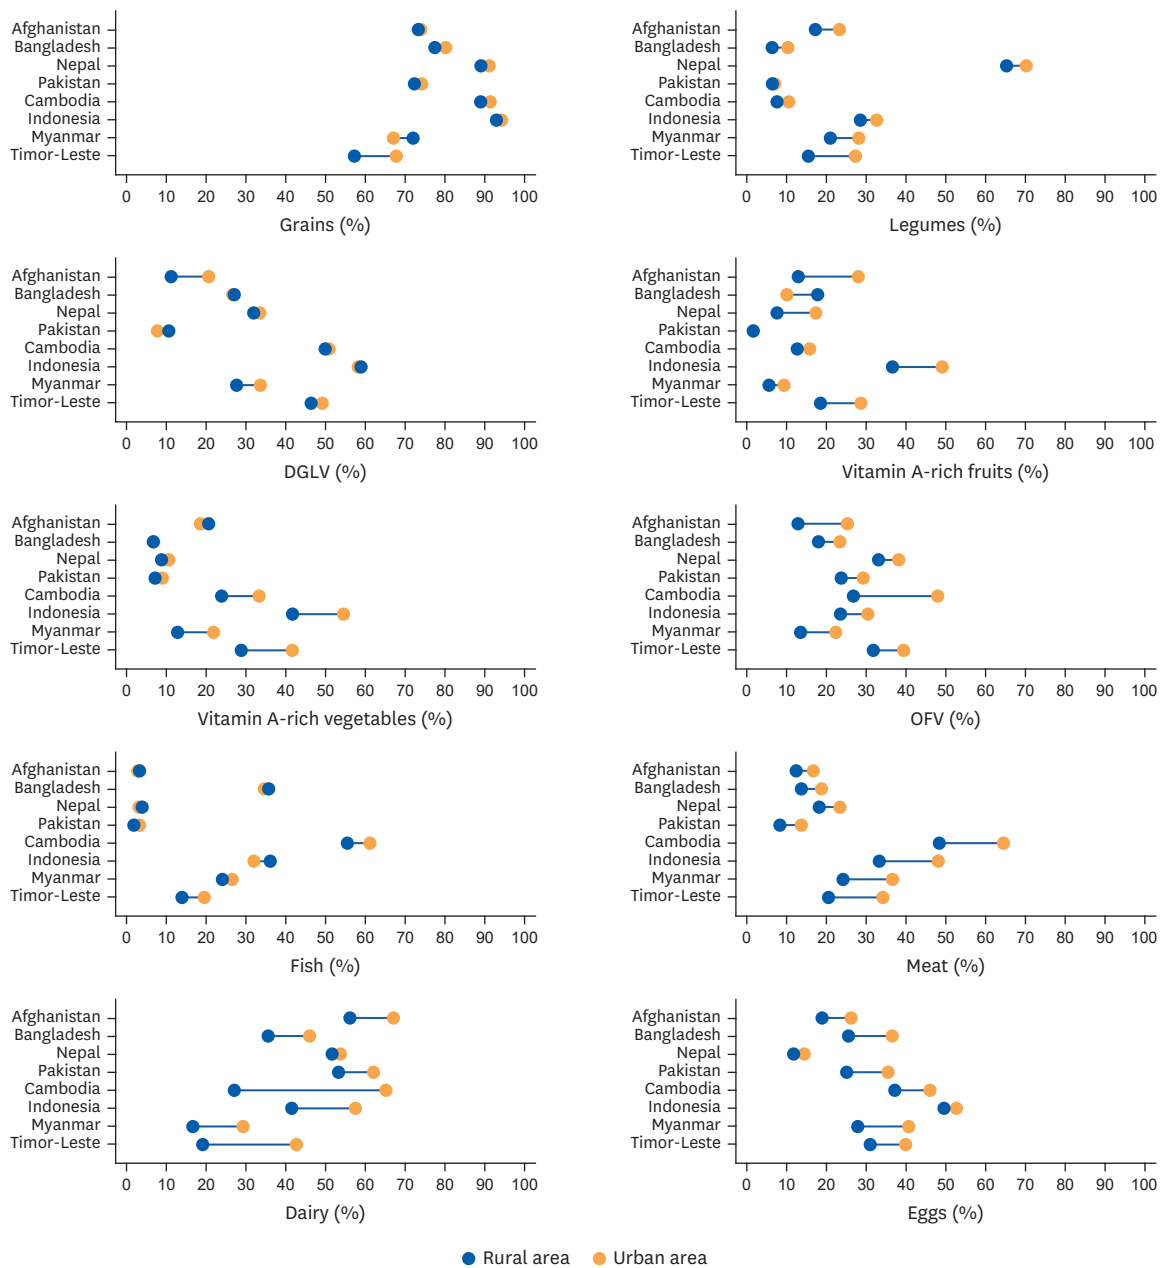 Afghanistan
Bangladesh
Nepal
Pakistan
Cambodia
Indonesia
Myanmar
Timor-Leste
0 10 20 30 40 50 60 70 80 90 100
Grains (%)
Afghanistan
Bangladesh
Nepal
Pakistan
Cambodia
Indonesia
Myanmar
Timor-Leste
0 10 20 30 40 50 60 70 80 90 100
Legumes (%)
Afghanistan
Bangladesh
Nepal
Pakistan
Cambodia
Indonesia
Myanmar
Timor-Leste
0 10 20 30 40 50 60 70 80 90 100
DGLV (%)
Afghanistan
Bangladesh
Nepal
Pakistan
Cambodia
Indonesia
Myanmar
Timor-Leste
0 10 20 30 40 50 60 70 80 90 100
Vitamin A-rich fruits (%)
Afghanistan
Bangladesh
Nepal
Pakistan
Cambodia
Indonesia
Myanmar
Timor-Leste
0 10 20 30 40 50 60 70 80 90 100
Vitamin A-rich vegetables (%)
Afghanistan
Bangladesh
Nepal
Pakistan
Cambodia
Indonesia
Myanmar
Timor-Leste
0 10 20 30 40 50 60 70 80 90 100
OFV (%)
Afghanistan
Bangladesh
Nepal
Pakistan
Cambodia
Indonesia
Myanmar
Timor-Leste
0 10 20 30 40 50 60 70 80 90 100
Fish (%)
Afghanistan
Bangladesh
Nepal
Pakistan
Cambodia
Indonesia
Myanmar
Timor-Leste
0 10 20 30 40 50 60 70 80 90 100
Meat (%)
Afghanistan
Bangladesh
Nepal
Pakistan
Cambodia
Indonesia
Myanmar
Timor-Leste
0 10 20 30 40 50 60 70 80 90 100
Dairy (%)
Afghanistan
Bangladesh
Nepal
Pakistan
Cambodia
Indonesia
Myanmar
Timor-Leste
0 10 20 30 40 50 60 70 80 90 100
Eggs (%)
Rural area Urban area